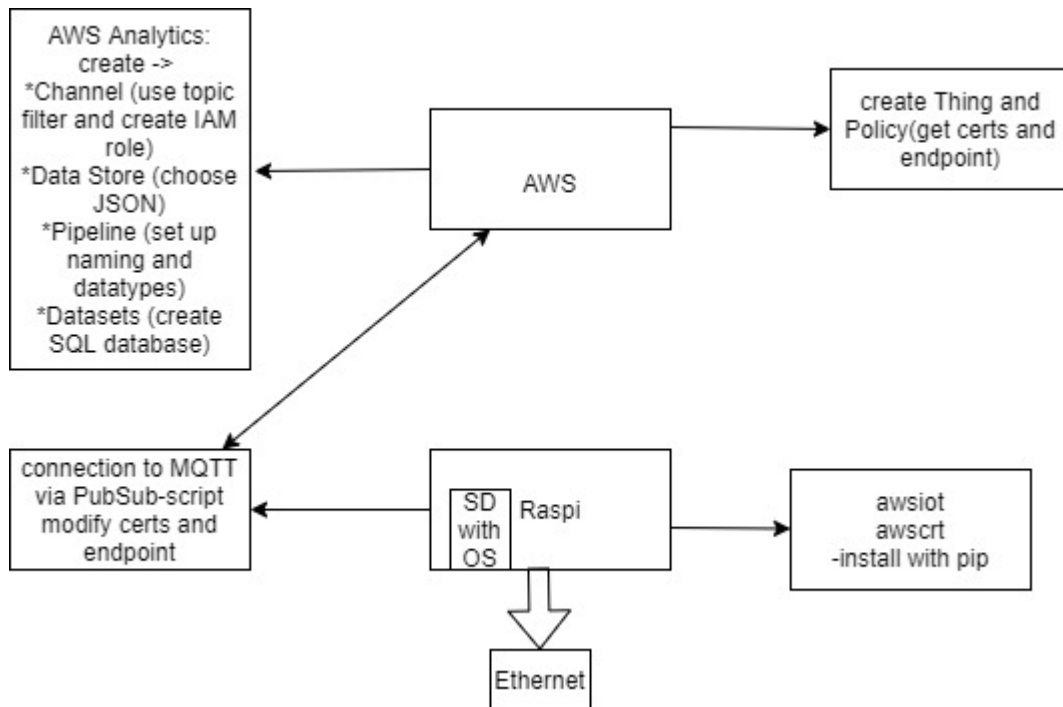 AWS Analytics:
create ->
*Channel (use topic
filter and create IAM
role)
*Data Store (choose
JSON)
*Pipeline (set up
naming and
datatypes)
*Datasets (create
SQL database)
AWS
create Thing and
Policy(get certs and
endpoint)
connection to MQTT
via PubSub-script
modify certs and
endpoint
SD
with
OS
Raspi
awsiot
awscrt
-install with pip
Ethernet